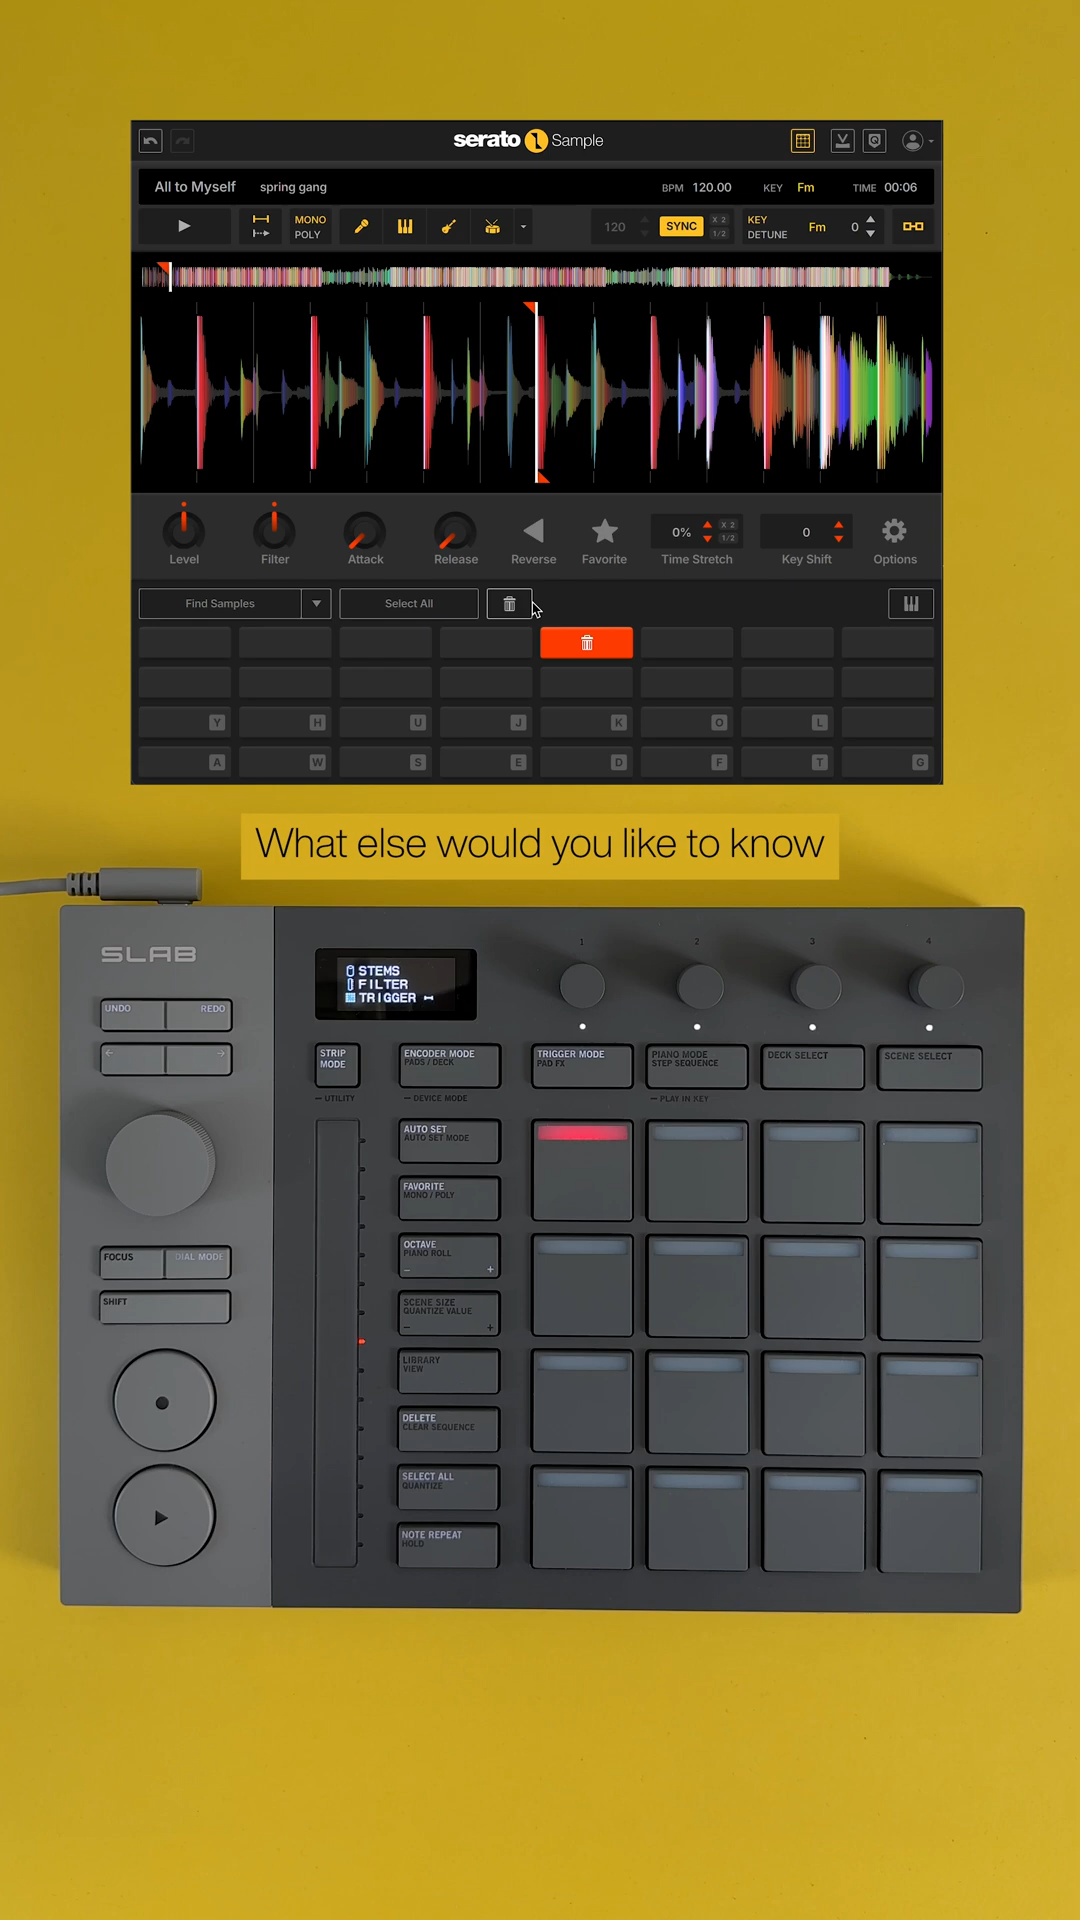 serato Sample
All to Myself spring gang BPM 120.00 KEY Fm TIME 00:06
MONO
POLY
120 SYNC X 2
1/2
KEY
DETUNE
Fm 0
Level Filter Attack Release Reverse Favorite
0% X 2
1/2
Time Stretch
0
Key Shift Options
Find Samples Select All
Y H U J K O L
A W S E D F T G
What else would you like to know
SLAB
STEMS
FILTER
TRIGGER
1 2 3 4
UNDO REDO
← →
STRIP
MODE
UTILITY
ENCODER MODE
PADS / DECK
DEVICE MODE
TRIGGER MODE
PAD FX
PIANO MODE
STEP SEQUENCE
PLAY IN KEY
DECK SELECT
SCENE SELECT
AUTO SET
AUTO SET MODE
FAVORITE
MONO / POLY
OCTAVE
PIANO ROLL
− +
FOCUS DIAL MODE
SHIFT
SCENE SIZE
QUANTIZE VALUE
− +
LIBRARY
VIEW
DELETE
CLEAR SEQUENCE
SELECT ALL
QUANTIZE
NOTE REPEAT
HOLD